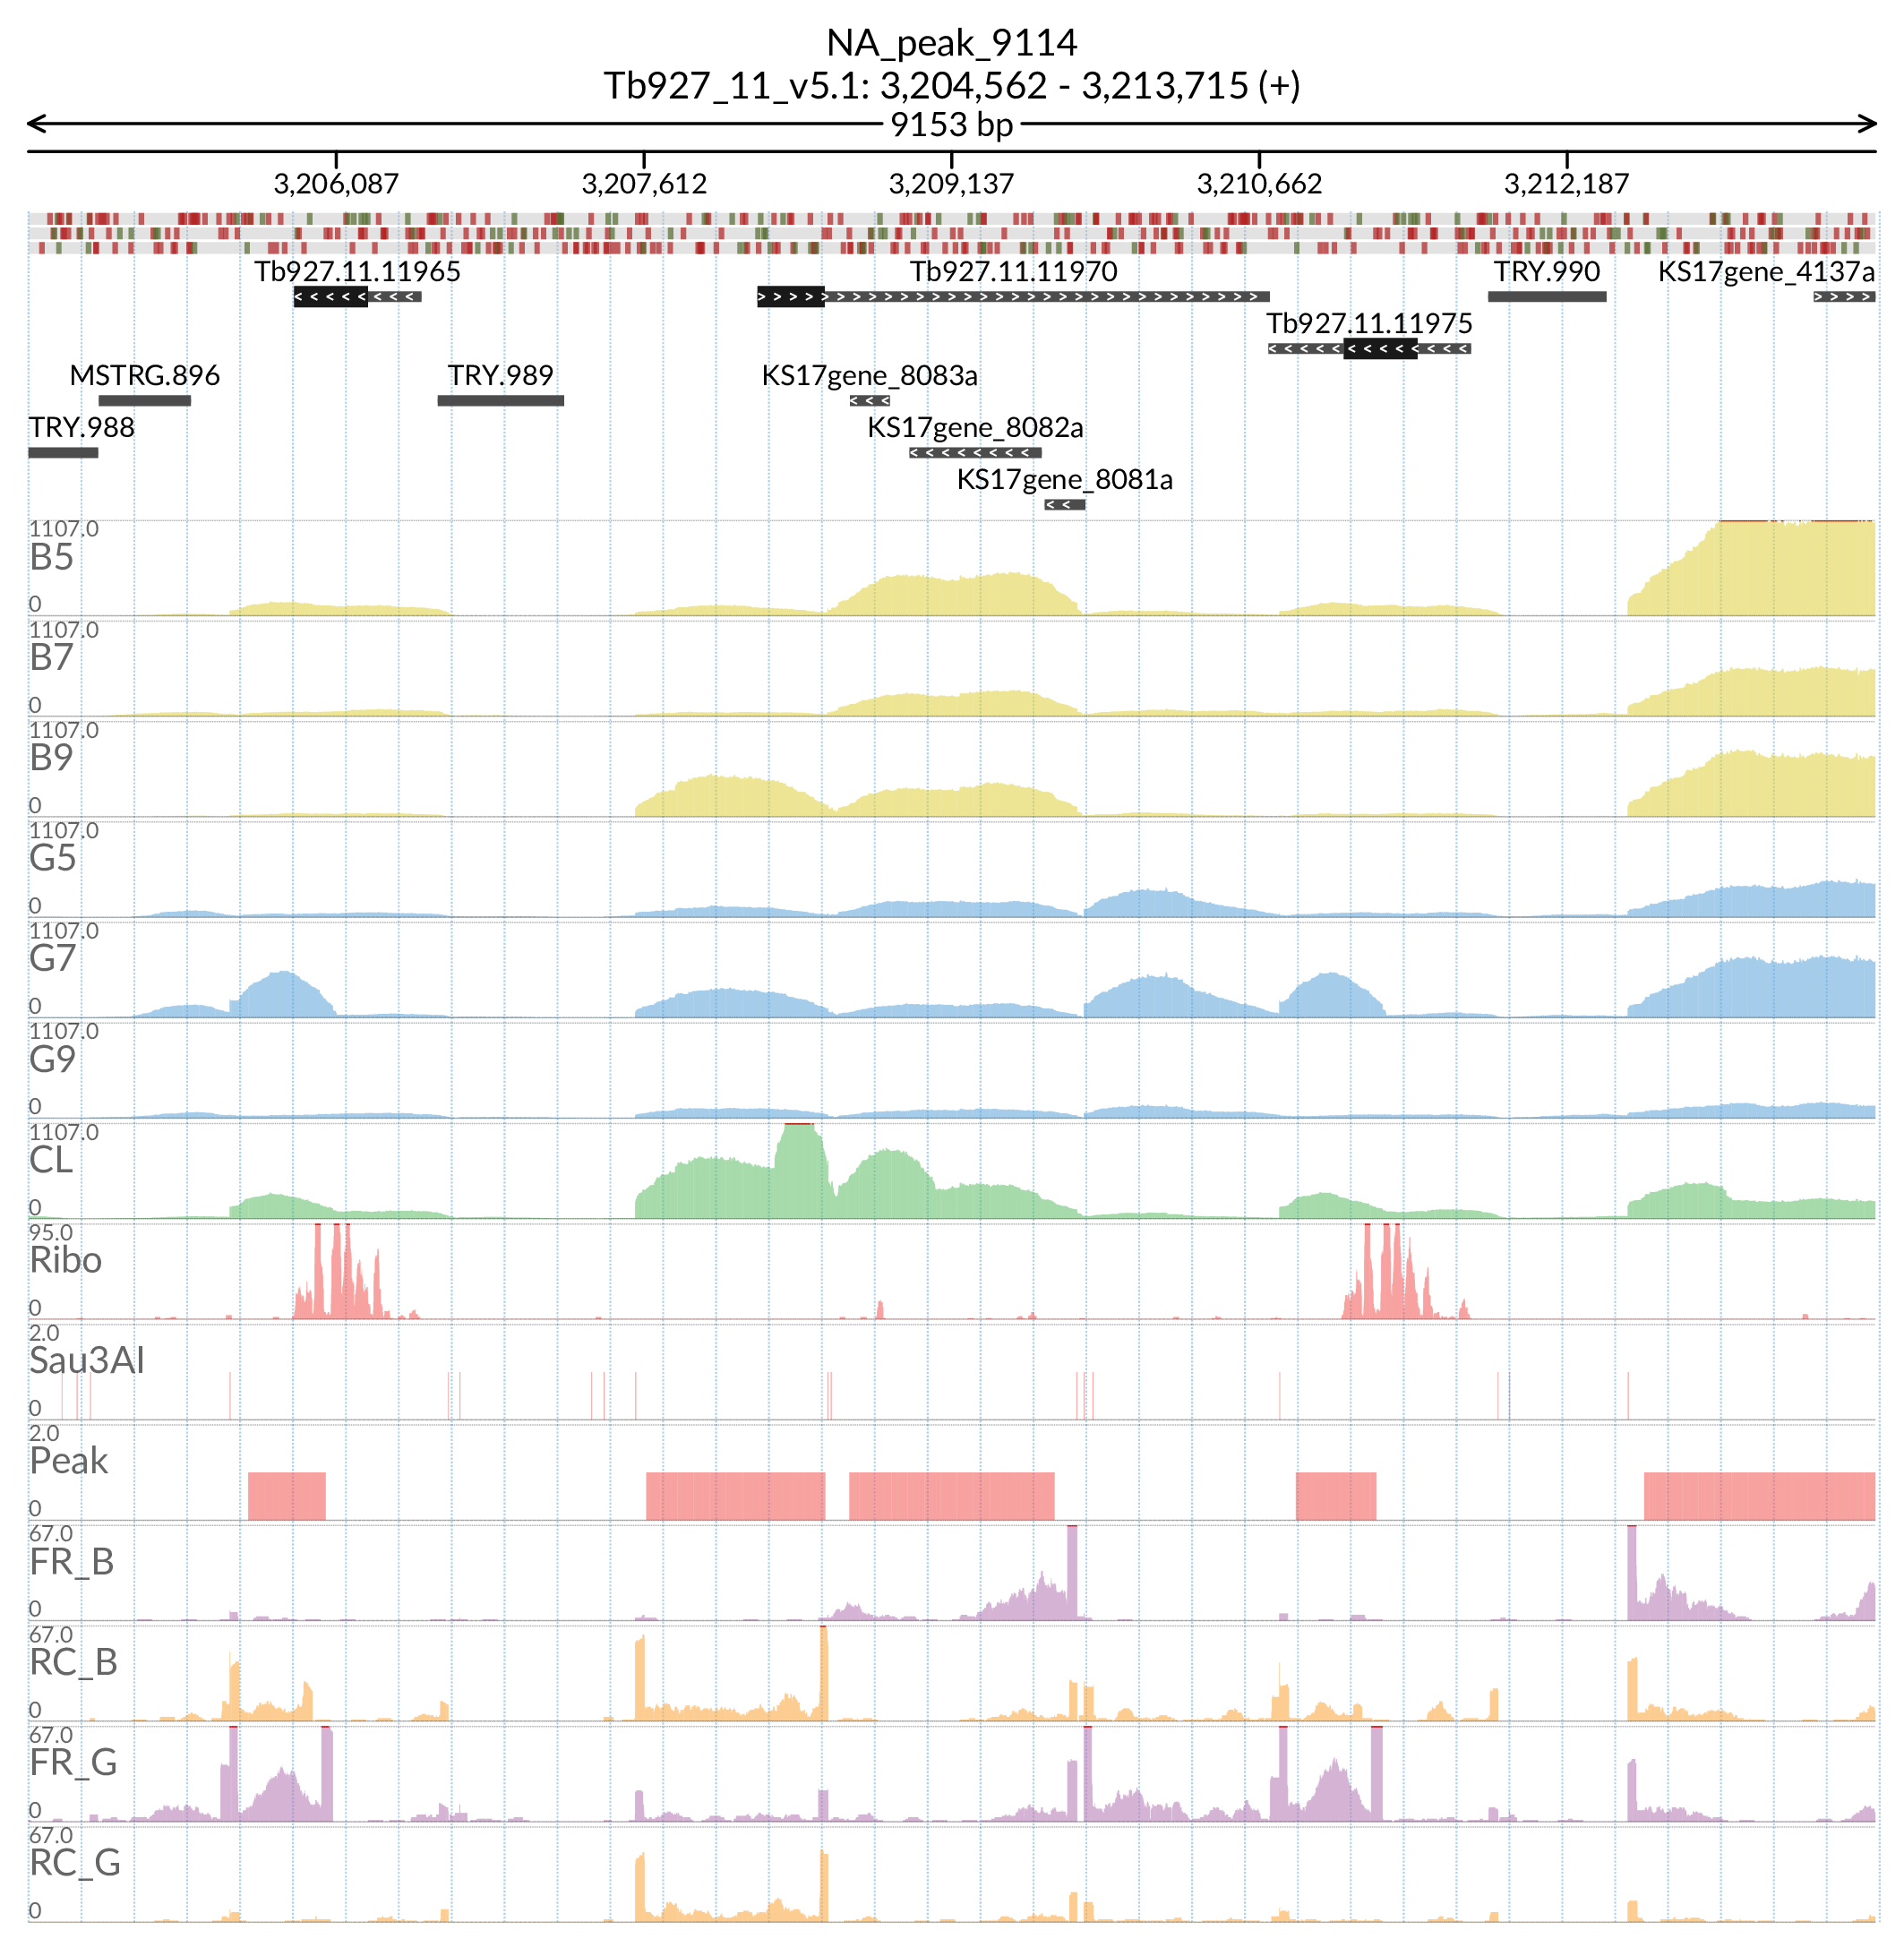 NA_peak_9114
Tb927_11_v5.1: 3,204,562 - 3,213,715 (+)
9153 bp
3,206,087 3,207,612 3,209,137 3,210,662 3,212,187
Tb927.11.11965 Tb927.11.11970 TRY.990 KS17gene_4137a
Tb927.11.11975
MSTRG.896 TRY.989 KS17gene_8083a
TRY.988 KS17gene_8082a
KS17gene_8081a
1107.0
B5
0
1107.0
B7
0
1107.0
B9
0
1107.0
G5
0
1107.0
G7
0
1107.0
G9
0
1107.0
CL
0
95.0
Ribo
0
2.0
Sau3AI
0
2.0
Peak
0
67.0
FR_B
0
67.0
RC_B
0
67.0
FR_G
0
67.0
RC_G
0